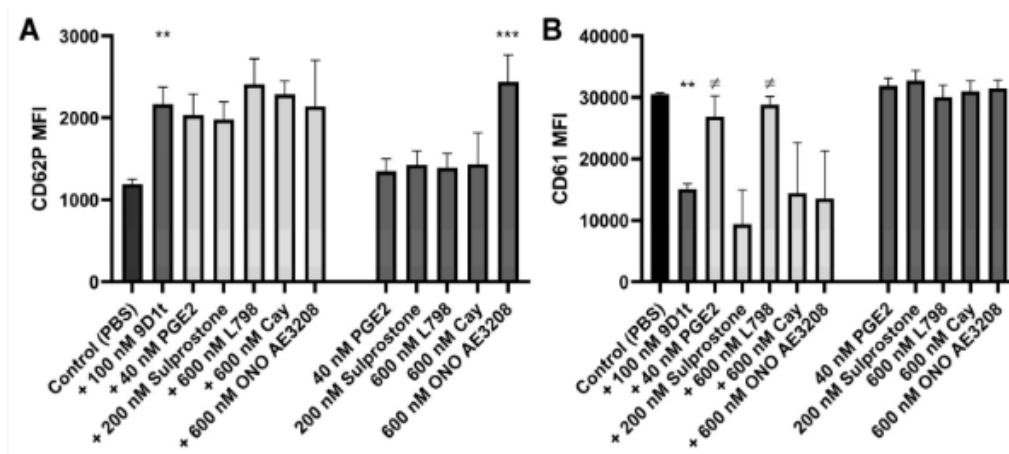 A
CD62P MFI
3000
2000
1000
0
**
***
Control (PBS)
+ 100 nM 9D1t
+ 40 nM PGE2
+ 200 nM Sulprostone
+ 600 nM L798
+ 600 nM Cay
+ 600 nM ONO AE3208
40 nM PGE2
200 nM Sulprostone
600 nM L798
600 nM Cay
600 nM ONO AE3208
B
CD61 MFI
40000
30000
20000
10000
0
**
≠
≠
Control (PBS)
+ 100 nM 9D1t
+ 40 nM PGE2
+ 200 nM Sulprostone
+ 600 nM L798
+ 600 nM Cay
+ 600 nM ONO AE3208
40 nM PGE2
200 nM Sulprostone
600 nM L798
600 nM Cay
600 nM ONO AE3208